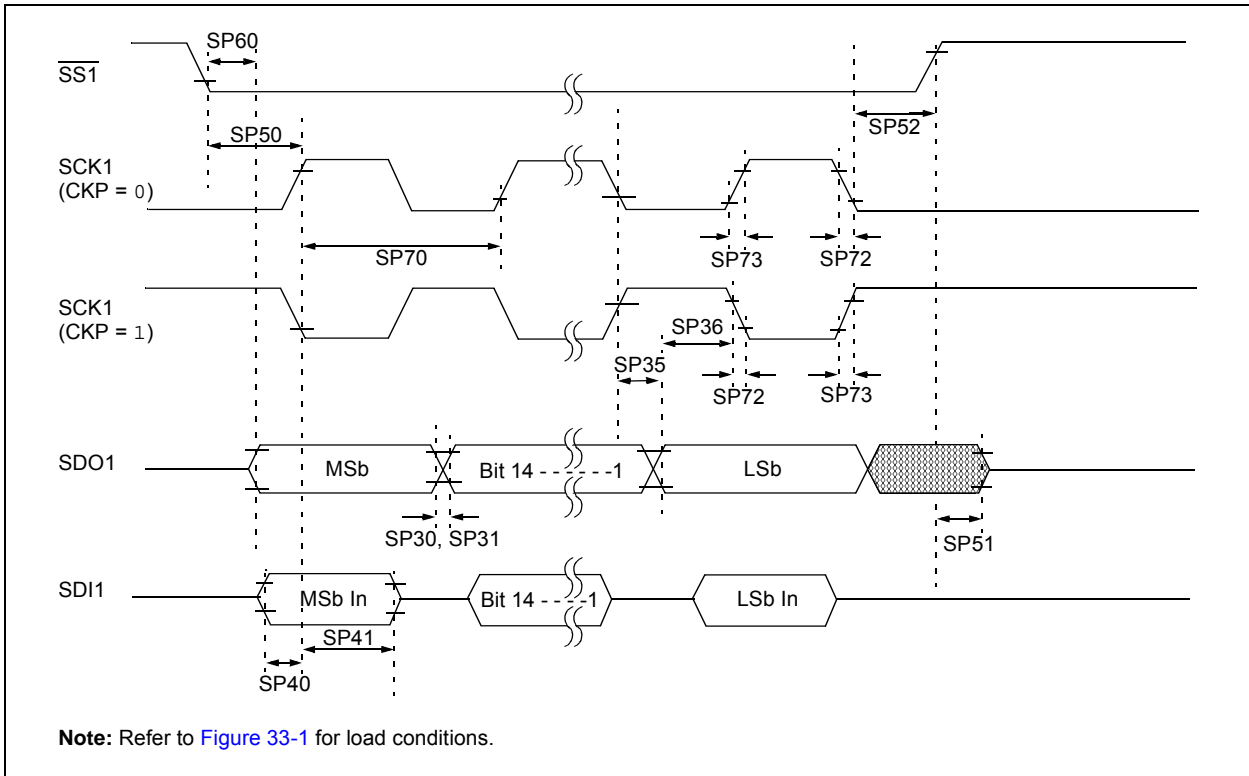 SP60
SS1
SP50
SP52
SCK1
(CKP = 0)
SP70
SP73
SP72
SCK1
(CKP = 1)
SP36
SP35
SP72
SP73
SDO1
MSb
Bit 14 - - - - - -1
LSb
SP30, SP31
SP51
SDI1
MSb In
Bit 14 - - - -1
LSb In
SP41
SP40
Note: Refer to Figure 33-1 for load conditions.